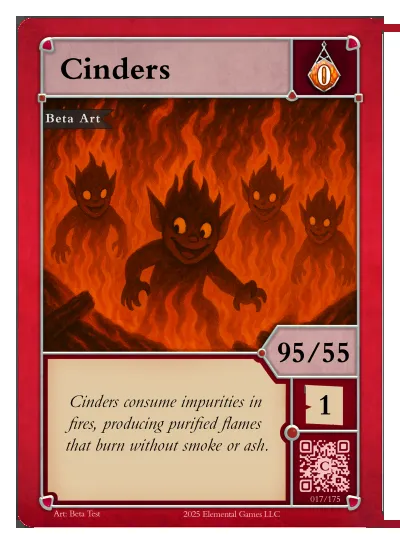 Cinders
0
Beta Art
95/55
1
Cinders consume impurities in
fires, producing purified flames
that burn without smoke or ash.
C
017/175
Art: Beta Test
2025 Elemental Games LLC